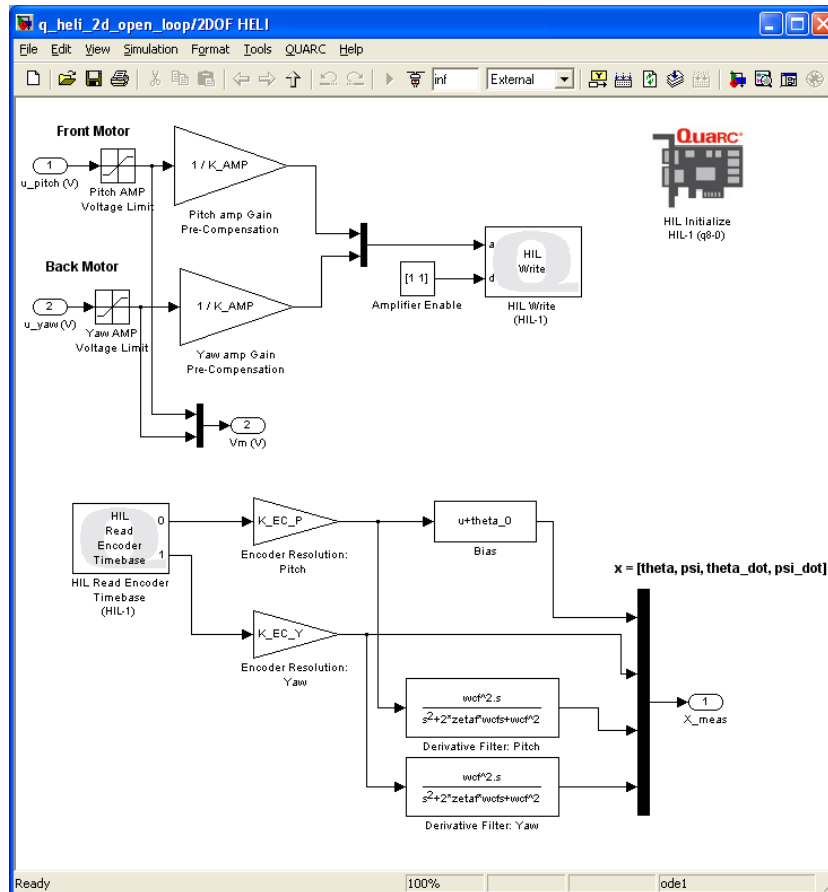 q_heli_2d_open_loop/2DOF HELI
File Edit View Simulation Format Tools QUARC Help
inf External
Front Motor
1
u_pitch (V)
Pitch AMP
Voltage Limit
1 / K_AMP
Pitch amp Gain
Pre-Compensation
QUARC
HIL Initialize
HIL-1 (q8-0)
Back Motor
2
u_yaw (V)
Yaw AMP
Voltage Limit
1 / K_AMP
Yaw amp Gain
Pre-Compensation
[1 1]
Amplifier Enable
a
d
HIL
Write
HIL Write
(HIL-1)
2
Vm (V)
HIL
Read
Encoder
Timebase
0
1
HIL Read Encoder
Timebase
(HIL-1)
K_EC_P
Encoder Resolution:
Pitch
u+theta_0
Bias
x = [theta, psi, theta_dot, psi_dot]
K_EC_Y
Encoder Resolution:
Yaw
wcf^2.s
s2+2*zetaf*wcfs+wcf^2
Derivative Filter: Pitch
wcf^2.s
s2+2*zetaf*wcfs+wcf^2
Derivative Filter: Yaw
1
X_meas
Ready 100% ode1